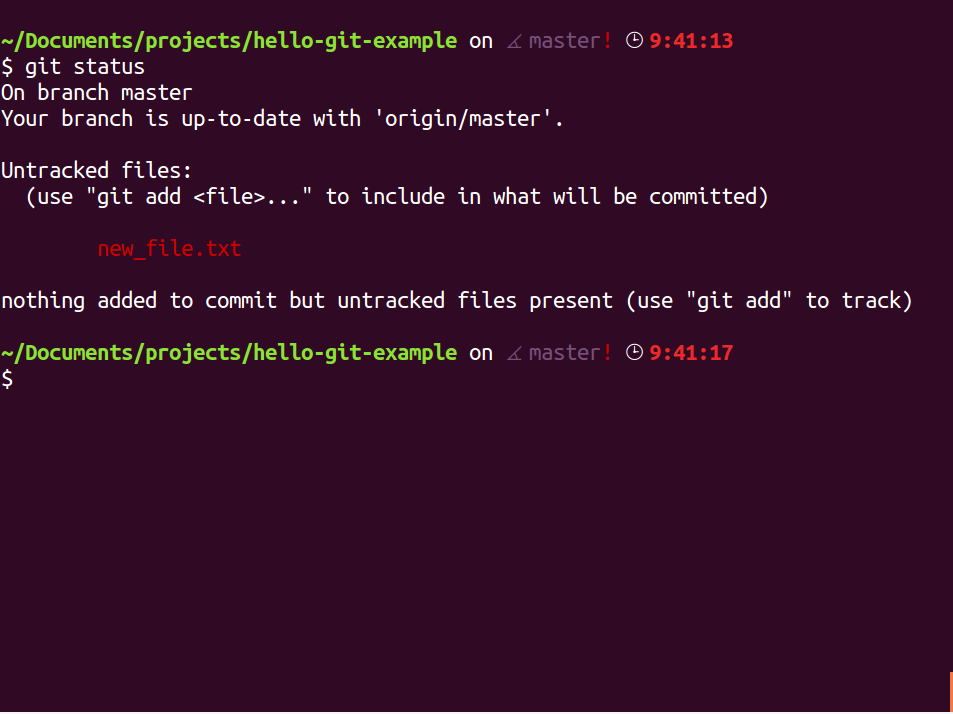 ~/Documents/projects/hello-git-example on master! 9:41:13
$ git status
On branch master
Your branch is up-to-date with 'origin/master'.
Untracked files:
  (use "git add <file>..." to include in what will be committed)
        new_file.txt
nothing added to commit but untracked files present (use "git add" to track)
~/Documents/projects/hello-git-example on master! 9:41:17
$